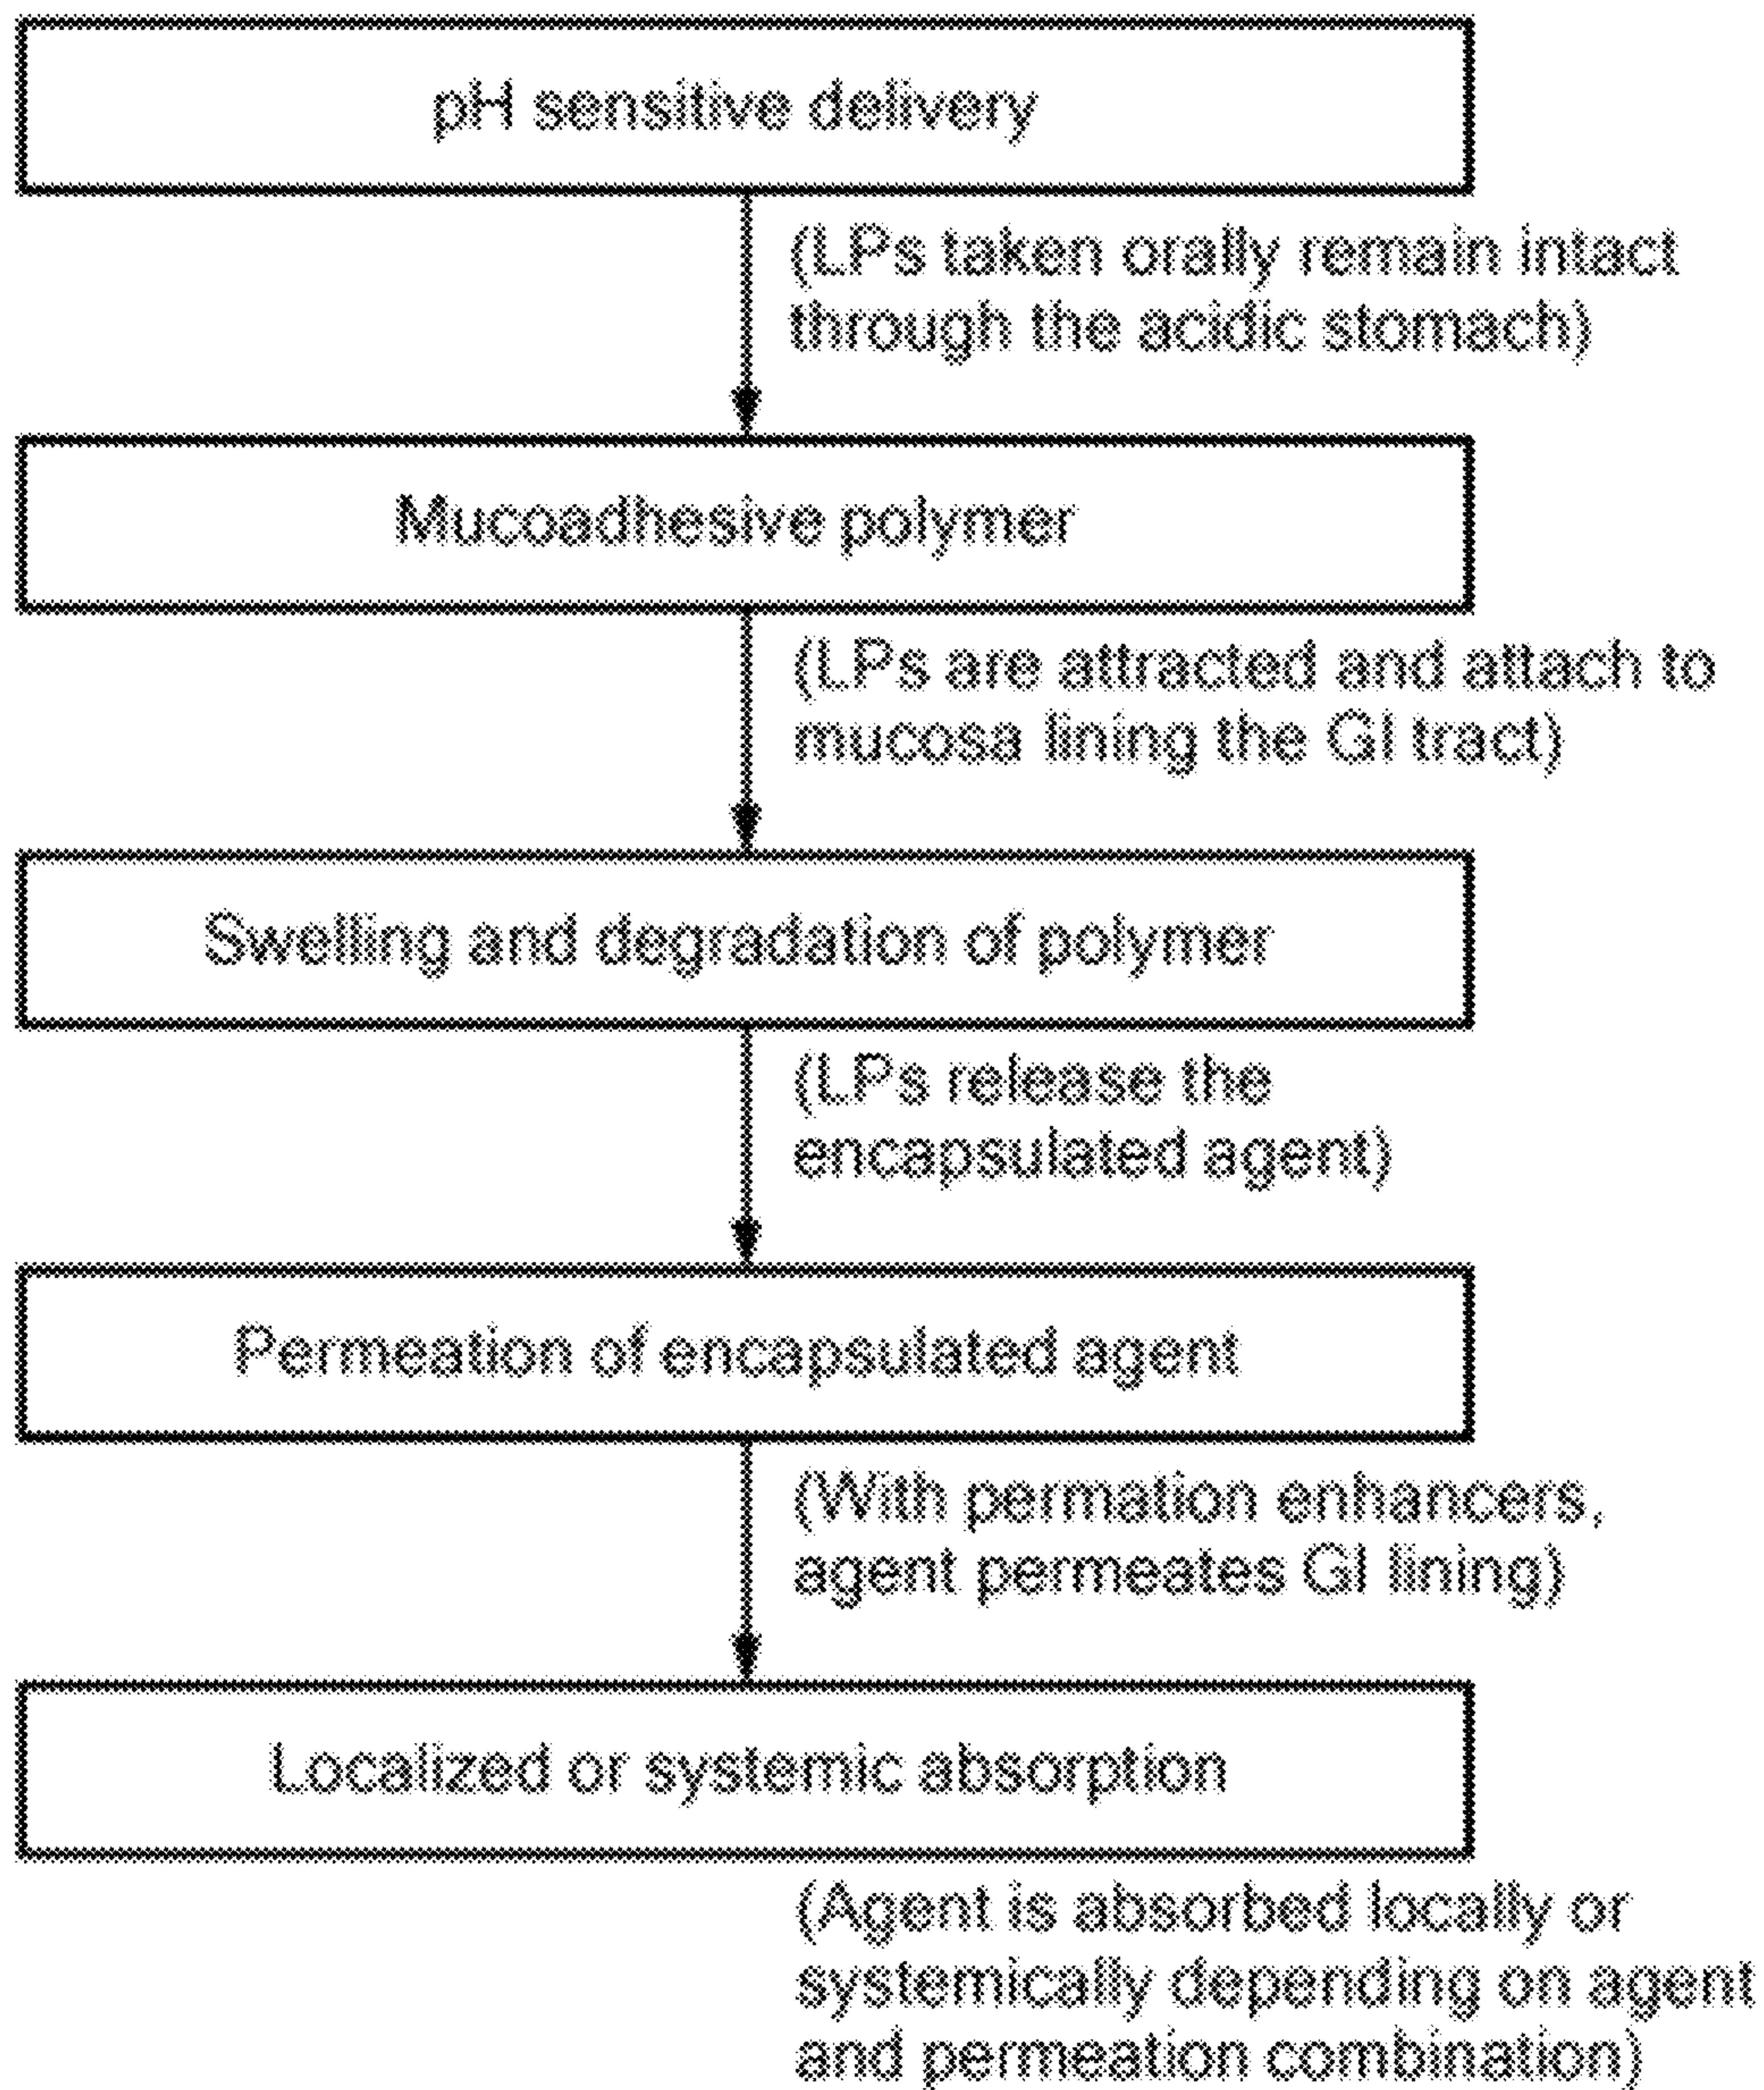 pH sensitive delivery
(LPs taken orally remain intact
through the acidic stomach)
Mucoadhesive polymer
(LPs are attracted and attach to
mucosa lining the GI tract)
Swelling and degradation of polymer
(LPs release the
encapsulated agent)
Permeation of encapsulated agent
(With permation enhancers,
agent permeates GI lining)
Localized or systemic absorption
(Agent is absorbed locally or
systemically depending on agent
and permeation combination)